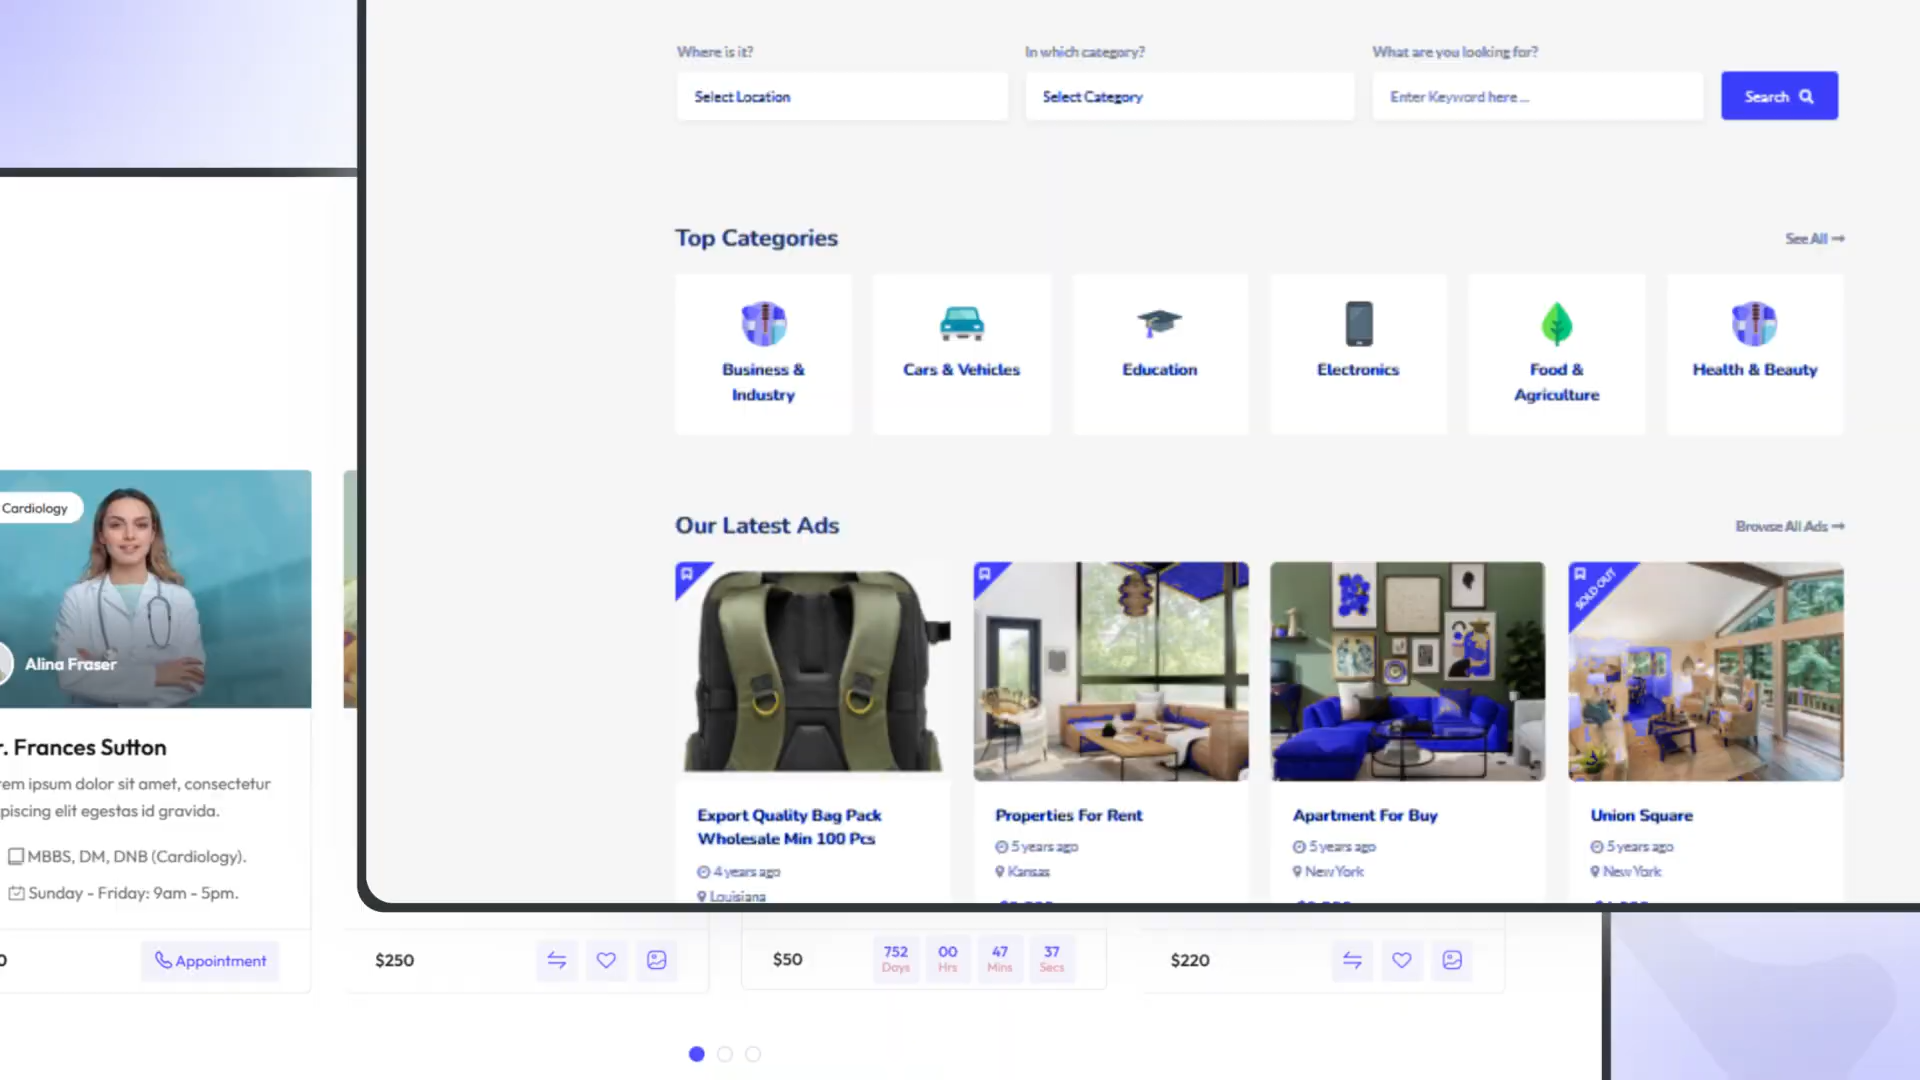 Where is it?
In which category?
What are you looking for?
Select Location
Select Category
Enter Keyword here ...
Search
Top Categories
See All
Business &
Industry
Cars & Vehicles
Education
Electronics
Food &
Agriculture
Health & Beauty
Our Latest Ads
Browse All Ads
SOLD OUT
Export Quality Bag Pack
Wholesale Min 100 Pcs
4 years ago
Louisiana
Properties For Rent
5 years ago
Kansas
Apartment For Buy
5 years ago
New York
Union Square
5 years ago
New York
Cardiology
Alina Fraser
r. Frances Sutton
rem ipsum dolor sit amet, consectetur
piscing elit egestas id gravida.
MBBS, DM, DNB (Cardiology).
Sunday - Friday: 9am - 5pm.
0
Appointment
$250
$50
752
Days
00
Hrs
47
Mins
37
Secs
$220